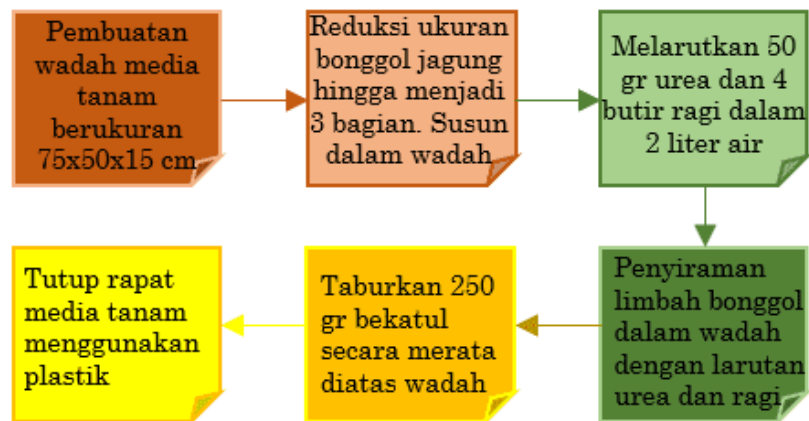 Pembuatan
wadah media
tanam
berukuran
75x50x15 cm
Reduksi ukuran
bonggol jagung
hingga menjadi
3 bagian. Susun
dalam wadah
Melarutkan 50
gr urea dan 4
butir ragi dalam
2 liter air
Penyiraman
limbah bonggol
dalam wadah
dengan larutan
urea dan ragi
Taburkan 250
gr bekatul
secara merata
diatas wadah
Tutup rapat
media tanam
menggunakan
plastik